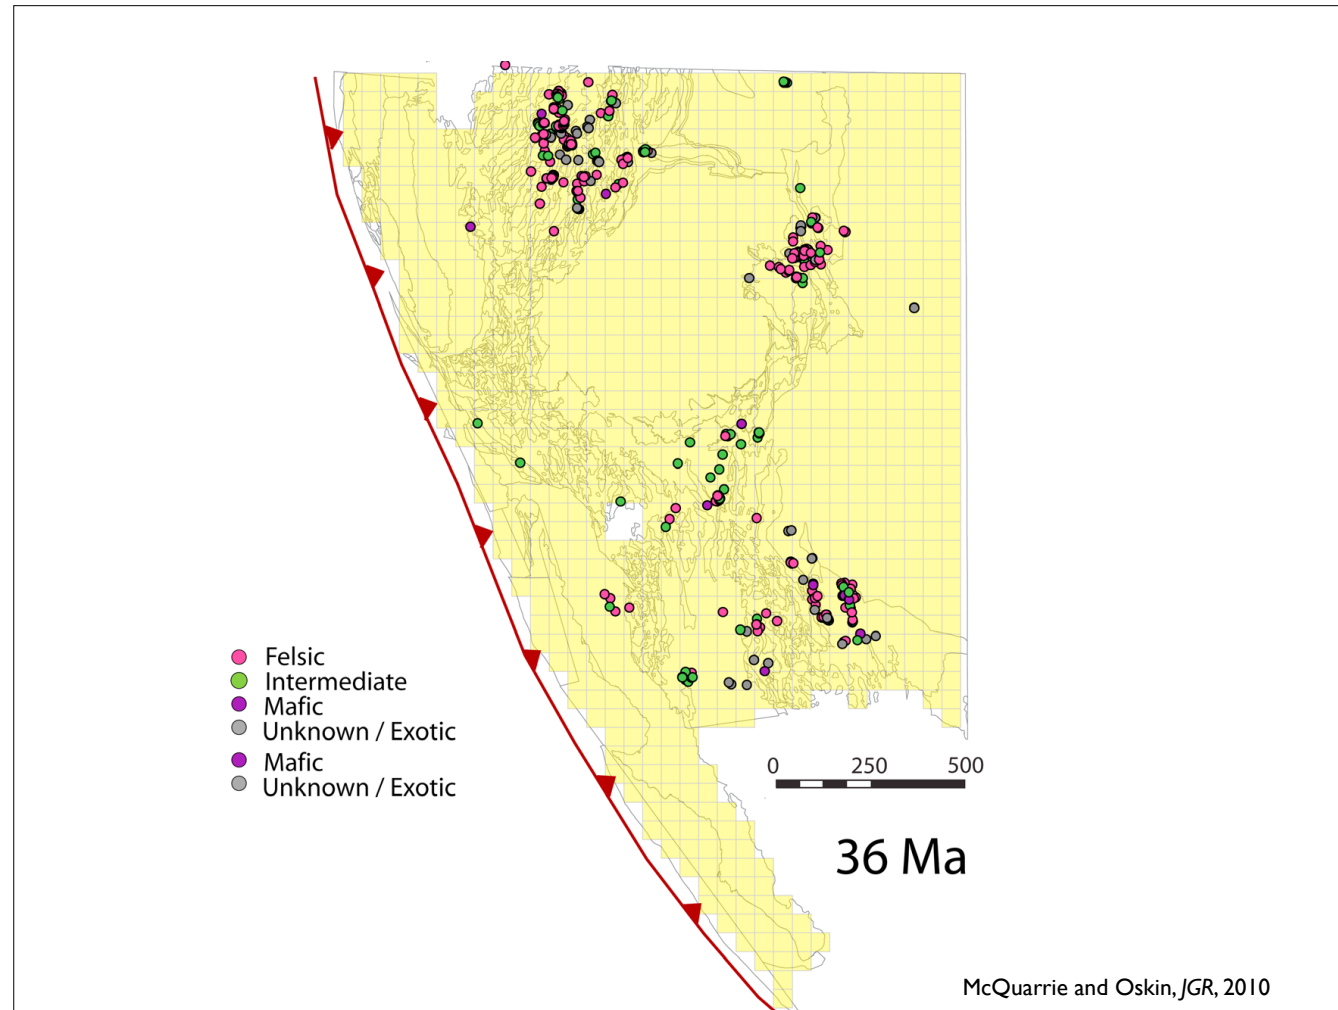 Felsic
Intermediate
Mafic
Unknown / Exotic
Mafic
Unknown / Exotic
0 250 500
36 Ma
McQuarrie and Oskin, JGR, 2010